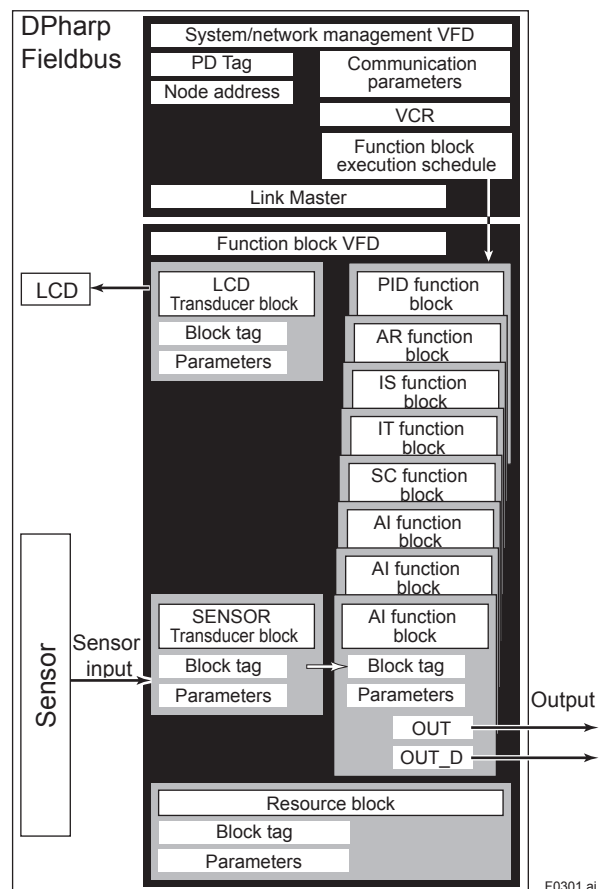 DPharp
Fieldbus
System/network management VFD
PD Tag
Node address
Communication
parameters
VCR
Function block
execution schedule
Link Master
Function block VFD
LCD
LCD
Transducer block
Block tag
Parameters
PID function
block
AR function
block
IS function
block
IT function
block
SC function
block
AI function
block
AI function
block
Sensor
Sensor
input
SENSOR
Transducer block
Block tag
Parameters
AI function
block
Block tag
Parameters
OUT
OUT_D
Output
Resource block
Block tag
Parameters
F0301.ai